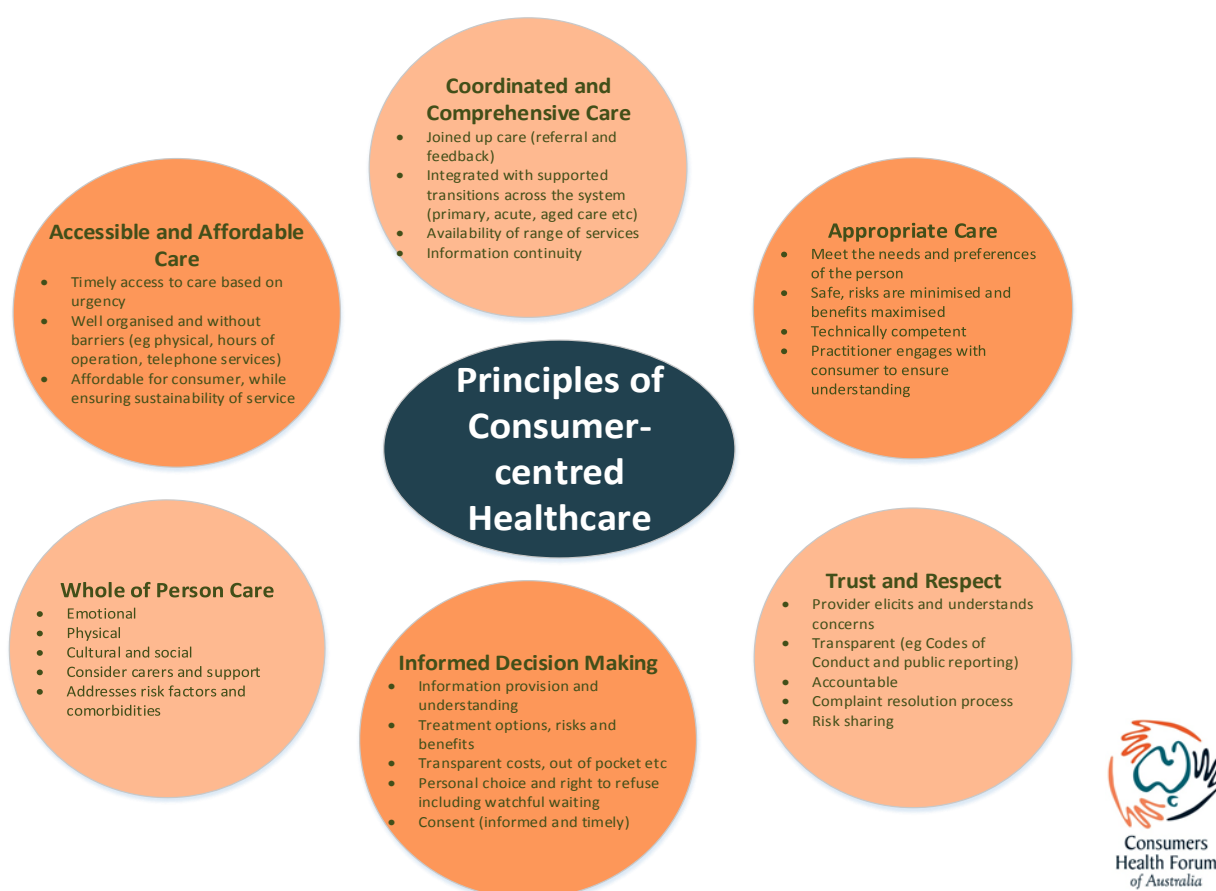 Coordinated and
Comprehensive Care
• Joined up care (referral and
feedback)
• Integrated with supported
transitions across the system
(primary, acute, aged care etc)
• Availability of range of services
• Information continuity
Accessible and Affordable
Care
• Timely access to care based on
urgency
• Well organised and without
barriers (eg physical, hours of
operation, telephone services)
• Affordable for consumer, while
ensuring sustainability of service
Appropriate Care
• Meet the needs and preferences
of the person
• Safe, risks are minimised and
benefits maximised
• Technically competent
• Practitioner engages with
consumer to ensure
understanding
Principles of
Consumer-
centred
Healthcare
Whole of Person Care
• Emotional
• Physical
• Cultural and social
• Consider carers and support
• Addresses risk factors and
comorbidities
Informed Decision Making
• Information provision and
understanding
• Treatment options, risks and
benefits
• Transparent costs, out of pocket etc
• Personal choice and right to refuse
including watchful waiting
• Consent (informed and timely)
Trust and Respect
• Provider elicits and understands
concerns
• Transparent (eg Codes of
Conduct and public reporting)
• Accountable
• Complaint resolution process
• Risk sharing
Consumers
Health Forum
of Australia